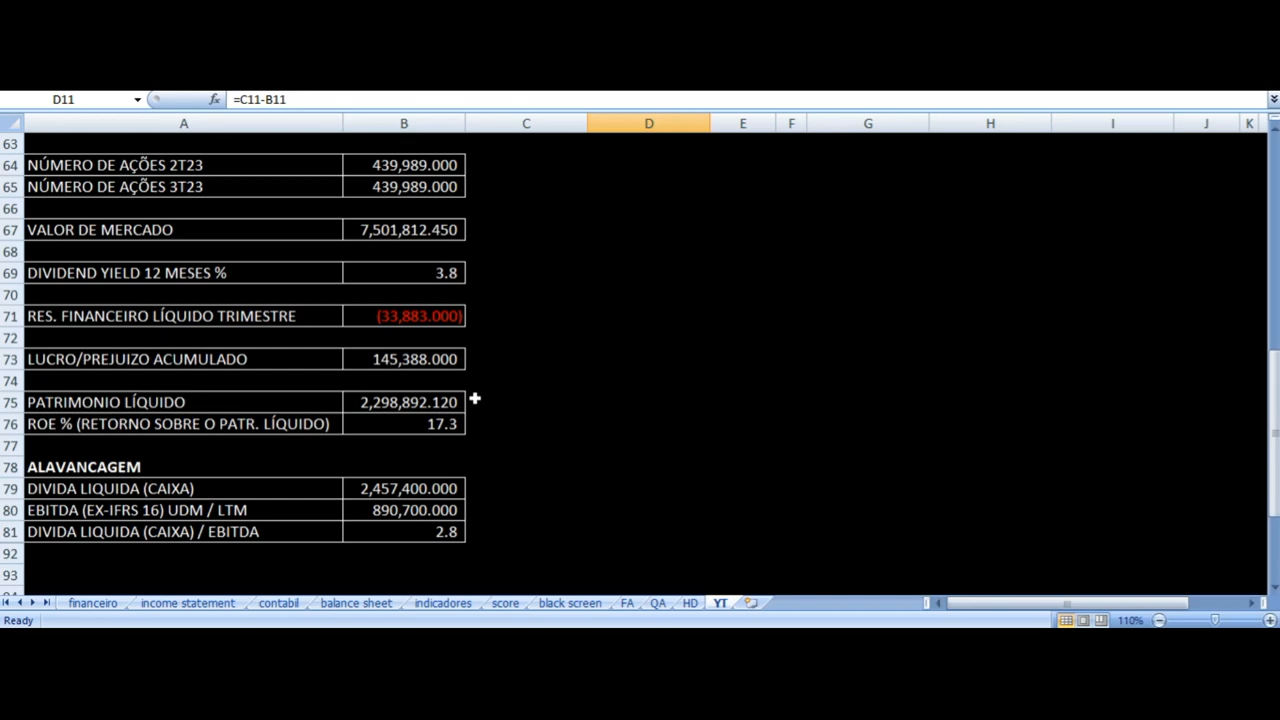 D11 fx =C11-B11
A B C D E F G H I J K
63
64 NÚMERO DE AÇÕES 2T23 439,989.000
65 NÚMERO DE AÇÕES 3T23 439,989.000
66
67 VALOR DE MERCADO 7,501,812.450
68
69 DIVIDEND YIELD 12 MESES % 3.8
70
71 RES. FINANCEIRO LÍQUIDO TRIMESTRE (33,883.000)
72
73 LUCRO/PREJUIZO ACUMULADO 145,388.000
74
75 PATRIMONIO LÍQUIDO 2,298,892.120
76 ROE % (RETORNO SOBRE O PATR. LÍQUIDO) 17.3
77
78 ALAVANCAGEM
79 DIVIDA LIQUIDA (CAIXA) 2,457,400.000
80 EBITDA (EX-IFRS 16) UDM / LTM 890,700.000
81 DIVIDA LIQUIDA (CAIXA) / EBITDA 2.8
92
93
financeiro income statement contabil balance sheet indicadores score black screen FA QA HD YT
Ready 110%